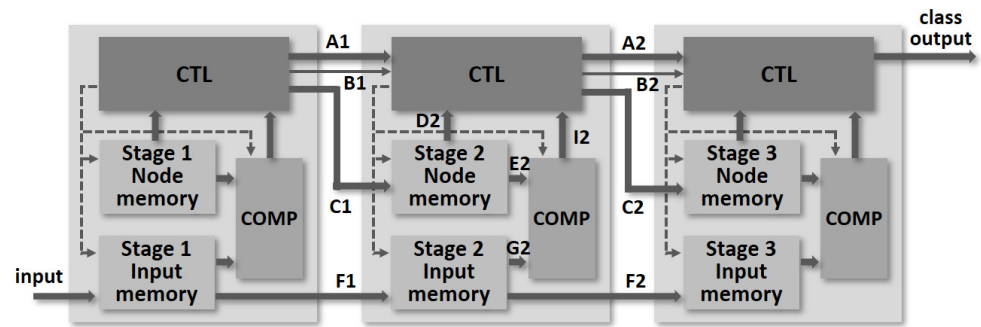 class
output
A1
A2
CTL
CTL
CTL
B1
B2
D2
I2
Stage 1
Node
memory
Stage 2
Node
memory
Stage 3
Node
memory
E2
C1
C2
COMP
COMP
COMP
Stage 1
Input
memory
Stage 2
Input
memory
Stage 3
Input
memory
G2
input
F1
F2